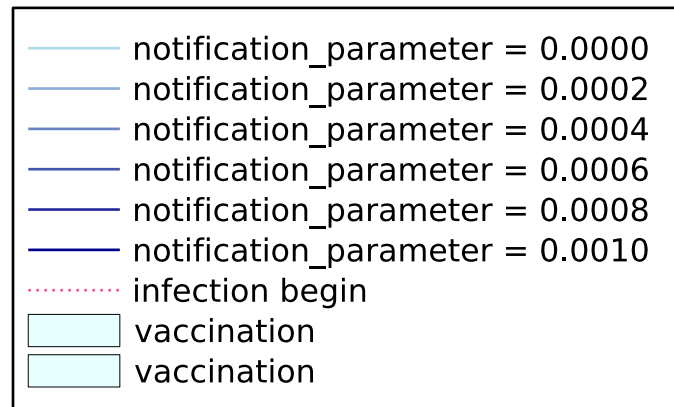 notification_parameter = 0.0000
notification_parameter = 0.0002
notification_parameter = 0.0004
notification_parameter = 0.0006
notification_parameter = 0.0008
notification_parameter = 0.0010
infection begin
vaccination
vaccination